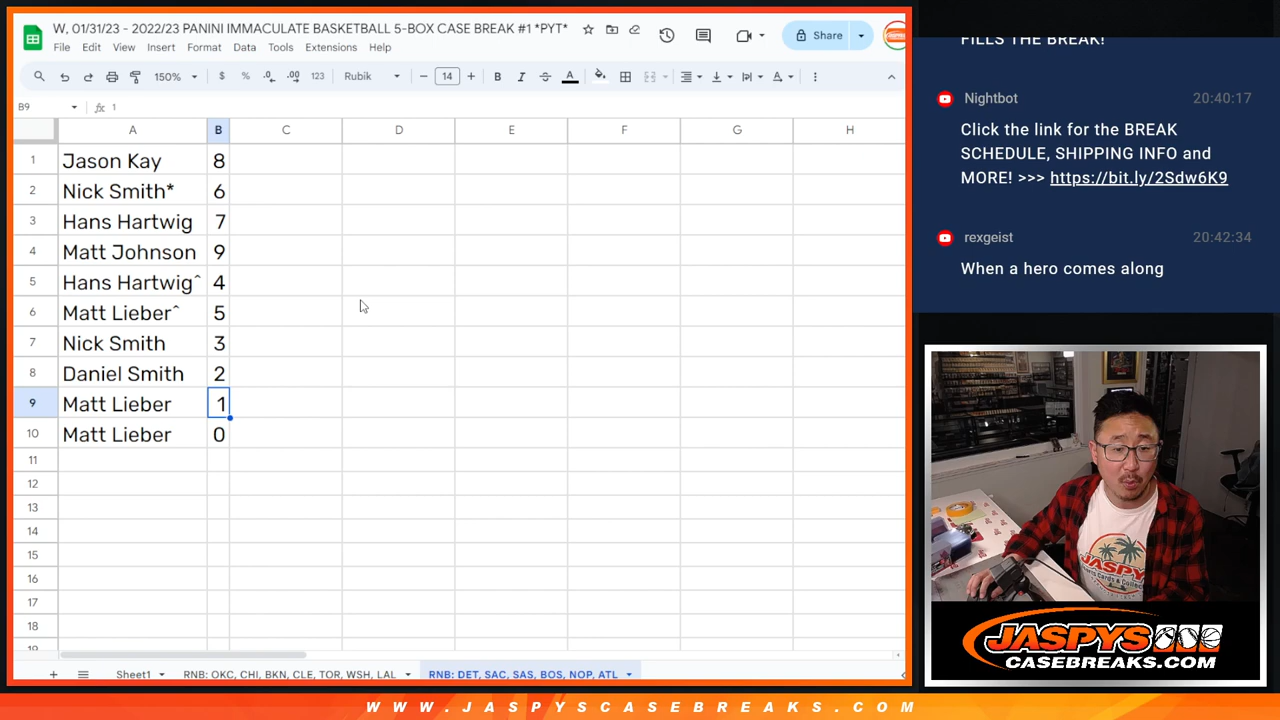 W, 01/31/23 - 2022/23 PANINI IMMACULATE BASKETBALL 5-BOX CASE BREAK #1 *PYT*
File Edit View Insert Format Data Tools Extensions Help
Share
150% $ % .0 .00 123 Rubik 14 B I A
B9 fx 1
A B C D E F G H
1 Jason Kay 8
2 Nick Smith* 6
3 Hans Hartwig 7
4 Matt Johnson 9
5 Hans Hartwig^ 4
6 Matt Lieber^ 5
7 Nick Smith 3
8 Daniel Smith 2
9 Matt Lieber 1
10 Matt Lieber 0
11
12
13
14
15
16
17
18
Sheet1 RNB: OKC, CHI, BKN, CLE, TOR, WSH, LAL RNB: DET, SAC, SAS, BOS, NOP, ATL
FILLS THE BREAK!
Nightbot 20:40:17
Click the link for the BREAK
SCHEDULE, SHIPPING INFO and
MORE! >>> https://bit.ly/2Sdw6K9
rexgeist 20:42:34
When a hero comes along
JASPYS
JASPYS
CASEBREAKS.COM
WWW.JASPYSCASEBREAKS.COM